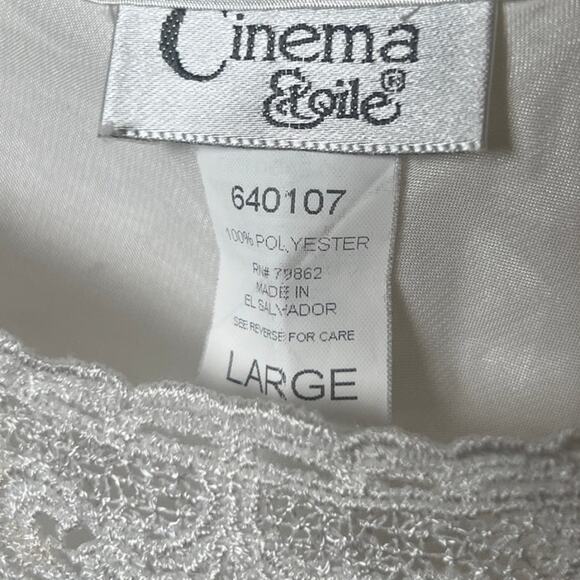 Cinema
Etoile®
640107
100% POLYESTER
RN# 79862
MADE IN
EL SALVADOR
SEE REVERSE FOR CARE
LARGE